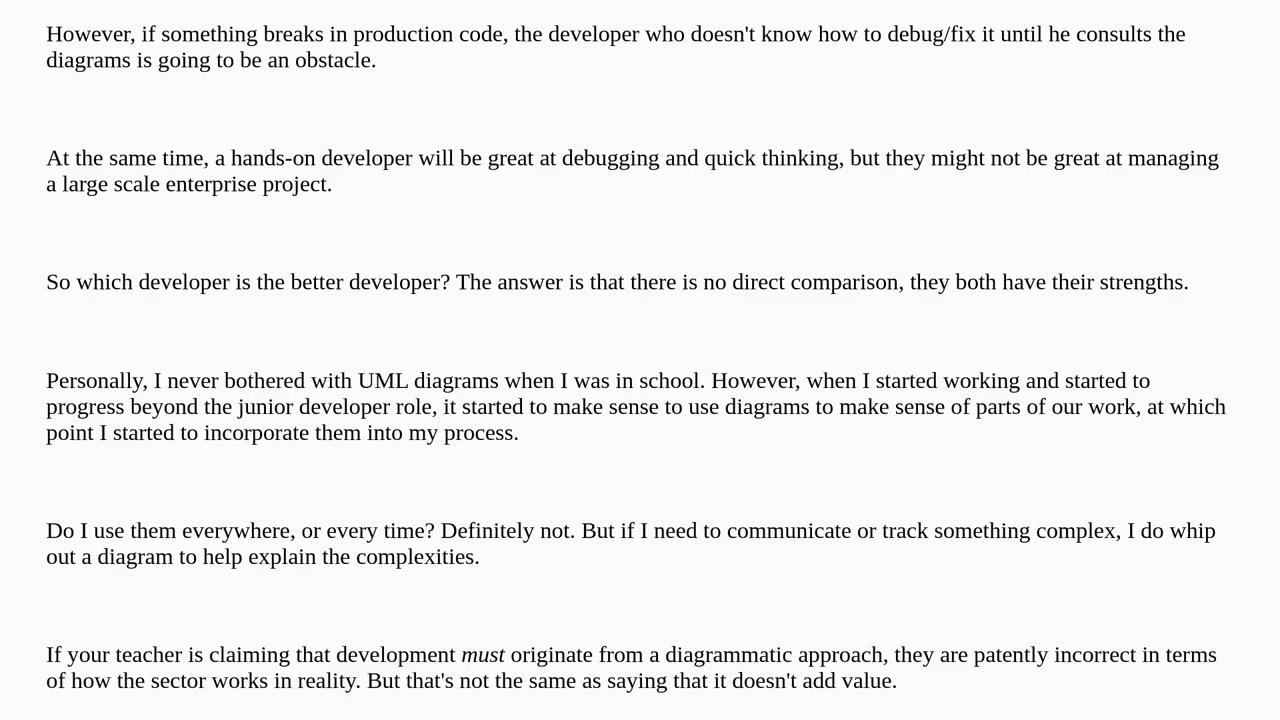 However, if something breaks in production code, the developer who doesn't know how to debug/fix it until he consults the
diagrams is going to be an obstacle.
At the same time, a hands-on developer will be great at debugging and quick thinking, but they might not be great at managing
a large scale enterprise project.
So which developer is the better developer? The answer is that there is no direct comparison, they both have their strengths.
Personally, I never bothered with UML diagrams when I was in school. However, when I started working and started to
progress beyond the junior developer role, it started to make sense to use diagrams to make sense of parts of our work, at which
point I started to incorporate them into my process.
Do I use them everywhere, or every time? Definitely not. But if I need to communicate or track something complex, I do whip
out a diagram to help explain the complexities.
If your teacher is claiming that development must originate from a diagrammatic approach, they are patently incorrect in terms
of how the sector works in reality. But that's not the same as saying that it doesn't add value.